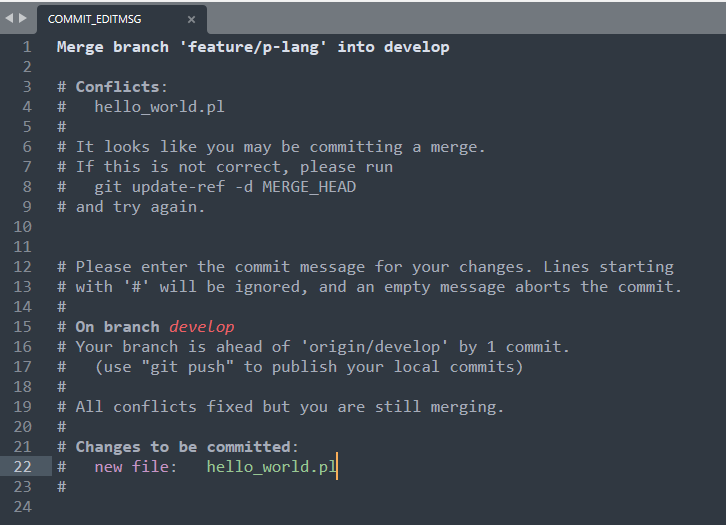 COMMIT_EDITMSG ×
1 Merge branch 'feature/p-lang' into develop
2
3 # Conflicts:
4 #   hello_world.pl
5 #
6 # It looks like you may be committing a merge.
7 # If this is not correct, please run
8 #   git update-ref -d MERGE_HEAD
9 # and try again.
10
11
12 # Please enter the commit message for your changes. Lines starting
13 # with '#' will be ignored, and an empty message aborts the commit.
14 #
15 # On branch develop
16 # Your branch is ahead of 'origin/develop' by 1 commit.
17 #   (use "git push" to publish your local commits)
18 #
19 # All conflicts fixed but you are still merging.
20 #
21 # Changes to be committed:
22 #   new file:   hello_world.pl
23 #
24